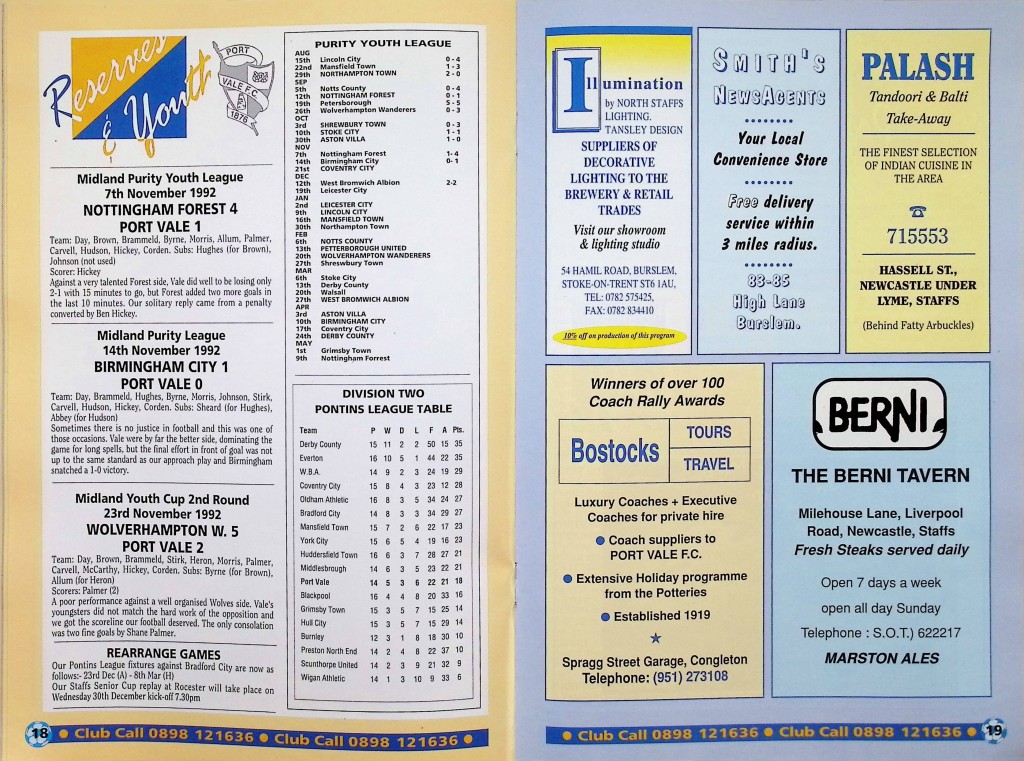 Reserves
& Youth
PORT
VALE F.C.
1876
Midland Purity Youth League
7th November 1992
NOTTINGHAM FOREST 4
PORT VALE 1
Team: Day, Brown, Brammeld, Byrne, Morris, Allum, Palmer,
Carvell, Hudson, Hickey, Corden. Subs: Hughes (for Brown),
Johnson (not used)
Scorer: Hickey
Against a very talented Forest side, Vale did well to be losing only
2-1 with 15 minutes to go, but Forest added two more goals in
the last 10 minutes. Our solitary reply came from a penalty
converted by Ben Hickey.
Midland Purity League
14th November 1992
BIRMINGHAM CITY 1
PORT VALE 0
Team: Day, Brammeld, Hughes, Byrne, Morris, Johnson, Stirk,
Carvell, Hudson, Hickey, Corden. Subs: Sheard (for Hughes),
Abbey (for Hudson)
Sometimes there is no justice in football and this was one of
those occasions. Vale were by far the better side, dominating the
game for long spells, but the final effort in front of goal was not
up to the same standard as our approach play and Birmingham
snatched a 1-0 victory.
Midland Youth Cup 2nd Round
23rd November 1992
WOLVERHAMPTON W. 5
PORT VALE 2
Team: Day, Brown, Brammeld, Stirk, Heron, Morris, Palmer,
Carvell, McCarthy, Hickey, Corden. Subs: Byrne (for Brown),
Allum (for Heron)
Scorers: Palmer (2)
A poor performance against a well organised Wolves side. Vale's
youngsters did not match the hard work of the opposition and
we got the scoreline our football deserved. The only consolation
was two fine goals by Shane Palmer.
REARRANGE GAMES
Our Pontins League fixtures against Bradford City are now as
follows:- 23rd Dec (A) - 8th Mar (H)
Our Staffs Senior Cup replay at Rocester will take place on
Wednesday 30th December kick-off 7.30pm
PURITY YOUTH LEAGUE
AUG
15th Lincoln City 0 - 4
22nd Mansfield Town 1 - 3
29th NORTHAMPTON TOWN 2 - 0
SEP
5th Notts County 0 - 4
12th NOTTINGHAM FOREST 0 - 1
19th Peterborough 5 - 5
26th Wolverhampton Wanderers 0 - 3
OCT
3rd SHREWBURY TOWN 0 - 3
10th STOKE CITY 1 - 1
30th ASTON VILLA 1 - 0
NOV
7th Nottingham Forest 1- 4
14th Birmingham City 0- 1
21st COVENTRY CITY
DEC
12th West Bromwich Albion 2-2
19th Leicester City
JAN
2nd LEICESTER CITY
9th LINCOLN CITY
16th MANSFIELD TOWN
30th Northampton Town
FEB
6th NOTTS COUNTY
13th PETTERBOROUGH UNITED
20th WOLVERHAMPTON WANDERERS
27th Shreswbury Town
MAR
6th Stoke City
13th Derby County
20th Walsall
27th WEST BROMWICH ALBION
APR
3rd ASTON VILLA
10th BIRMINGHAM CITY
17th Coventry City
24th DERBY COUNTY
MAY
1st Grimsby Town
9th Nottingham Forrest
DIVISION TWO
PONTINS LEAGUE TABLE
Team P W D L F A Pts.
Derby County 15 11 2 2 50 15 35
Everton 16 10 5 1 44 22 35
W.B.A. 14 9 2 3 24 19 29
Coventry City 15 8 4 3 23 12 28
Oldham Athletic 16 8 3 5 34 24 27
Bradford City 14 8 3 3 34 29 27
Mansfield Town 15 7 2 6 22 17 23
York City 15 6 5 4 19 16 23
Huddersfield Town 16 6 3 7 28 27 21
Middlesbrough 14 6 3 5 23 22 21
Port Vale 14 5 3 6 22 21 18
Blackpool 16 4 4 8 20 33 16
Grimsby Town 15 3 5 7 15 25 14
Hull City 15 3 5 7 15 29 14
Burnley 12 3 1 8 18 30 10
Preston North End 14 2 4 8 22 37 10
Scunthorpe United 14 2 3 9 21 32 9
Wigan Athletic 14 1 3 10 9 33 6
18 • Club Call 0898 121636 • Club Call 0898 121636 •
Illumination
by NORTH STAFFS
LIGHTING.
TANSLEY DESIGN
SUPPLIERS OF
DECORATIVE
LIGHTING TO THE
BREWERY & RETAIL
TRADES
Visit our showroom
& lighting studio
54 HAMIL ROAD, BURSLEM,
STOKE-ON-TRENT ST6 1AU,
TEL: 0782 575425,
FAX: 0782 834410
10% off on production of this program
SMITH'S
NEWSAGENTS
Your Local
Convenience Store
Free delivery
service within
3 miles radius.
83-85
High Lane
Burslem.
PALASH
Tandoori & Balti
Take-Away
THE FINEST SELECTION
OF INDIAN CUISINE IN
THE AREA
☎
715553
HASSELL ST.,
NEWCASTLE UNDER
LYME, STAFFS
(Behind Fatty Arbuckles)
Winners of over 100
Coach Rally Awards
Bostocks TOURS
TRAVEL
Luxury Coaches + Executive
Coaches for private hire
• Coach suppliers to
PORT VALE F.C.
• Extensive Holiday programme
from the Potteries
• Established 1919
Spragg Street Garage, Congleton
Telephone: (951) 273108
BERNI
THE BERNI TAVERN
Milehouse Lane, Liverpool
Road, Newcastle, Staffs
Fresh Steaks served daily
Open 7 days a week
open all day Sunday
Telephone : S.O.T.) 622217
MARSTON ALES
• Club Call 0898 121636 • Club Call 0898 121636 • 19